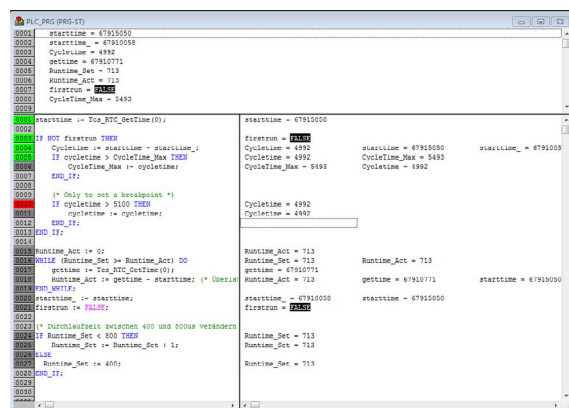 PLC_PRG (PRG-ST)
0001 starttime = 67915050
0002 starttime_ = 67910058
0003 Cycletime = 4992
0004 gettime = 67910771
0005 Runtime_Set = 713
0006 Runtime_Act = 713
0007 firstrun = FALSE
0008 CycleTime_Max = 5493
0009
0001 starttime := Tcs_RTC_GetTime(0); starttime = 67915050
0002
0003 IF NOT firstrun THEN firstrun = FALSE
0004 Cycletime := starttime - starttime_; Cycletime = 4992 starttime = 67915050 starttime_ = 6791005
0005 IF cycletime > CycleTime_Max THEN Cycletime = 4992 CycleTime_Max = 5493
0006 CycleTime_Max := cycletime; CycleTime_Max = 5493 Cycletime = 4992
0007 END_IF;
0008
0009 (* Only to set a breakpoint *)
0010 IF cycletime > 5100 THEN Cycletime = 4992
0011 cycletime := cycletime; Cycletime = 4992
0012 END_IF;
0013 END_IF;
0014
0015 Runtime_Act := 0; Runtime_Act = 713
0016 WHILE (Runtime_Set >= Runtime_Act) DO Runtime_Set = 713 Runtime_Act = 713
0017 gettime := Tcs_RTC_GetTime(0); gettime = 67910771
0018 Runtime_Act := gettime - starttime; (* Überla Runtime_Act = 713 gettime = 67910771 starttime = 67915050
0019 END_WHILE;
0020 starttime_ := starttime; starttime_ = 67910058 starttime = 67915050
0021 firstrun := FALSE; firstrun = FALSE
0022
0023 (* Durchlaufzeit zwischen 400 und 800us verändern
0024 IF Runtime_Set < 800 THEN Runtime_Set = 713
0025 Runtime_Set := Runtime_Set + 1; Runtime_Set = 713
0026 ELSE
0027 Runtime_Set := 400; Runtime_Set = 713
0028 END_IF;
0029
0030